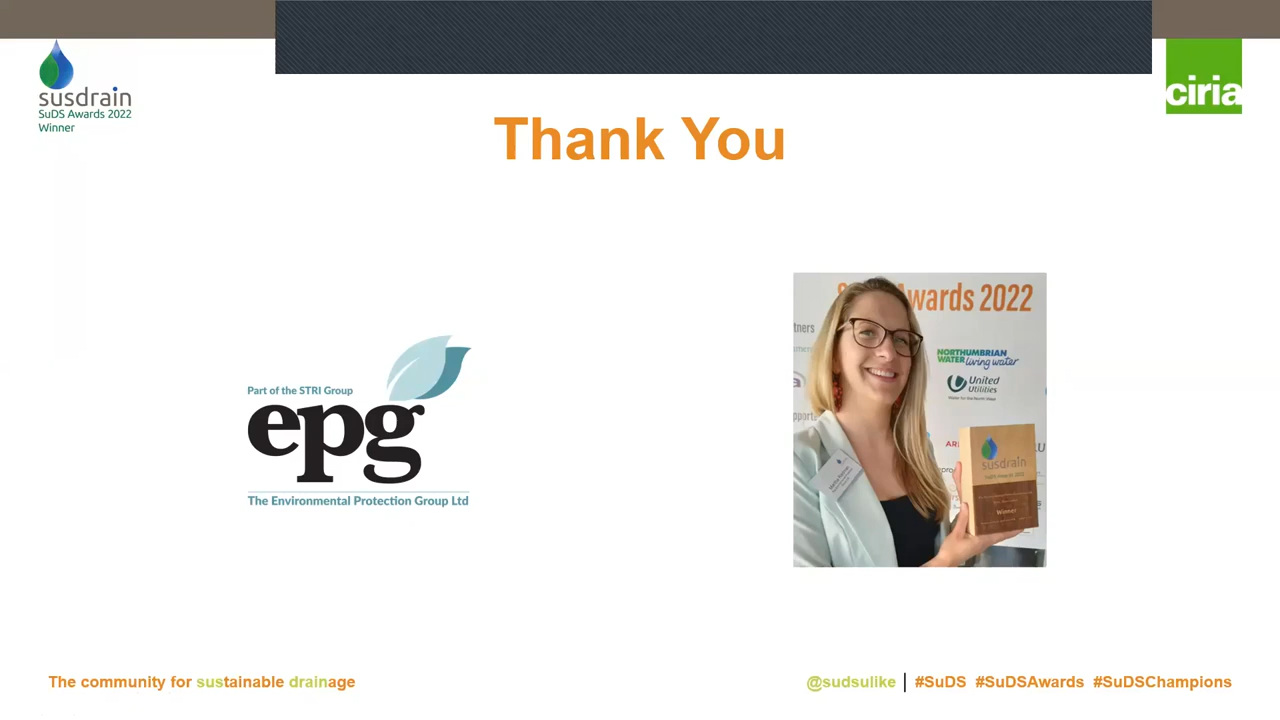 susdrain
SuDS Awards 2022
Winner
ciria
Thank You
Part of the STRI Group
epg
The Environmental Protection Group Ltd
Awards 2022
NORTHUMBRIAN
WATER living water
United
Utilities
susdrain
Winner
The community for sustainable drainage
@sudsulike | #SuDS #SuDSAwards #SuDSChampions